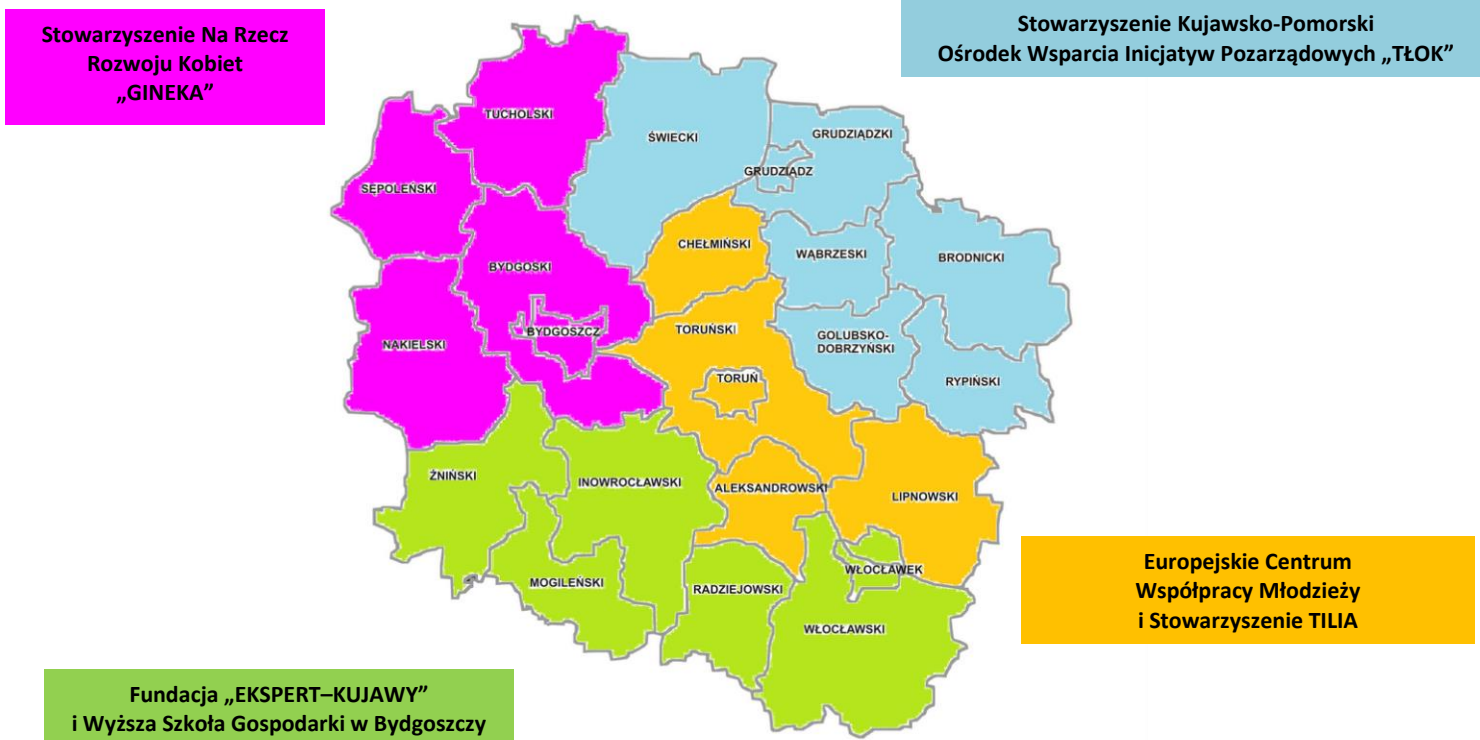 Stowarzyszenie Na Rzecz
Rozwoju Kobiet
„GINEKA”
Stowarzyszenie Kujawsko-Pomorski
Ośrodek Wsparcia Inicjatyw Pozarządowych „TŁOK”
TUCHOLSKI
ŚWIECKI
GRUDZIĄDZKI
GRUDZIĄDZ
SĘPOLEŃSKI
CHEŁMIŃSKI
WĄBRZESKI
BRODNICKI
BYDGOSKI
BYDGOSZCZ
TORUŃSKI
GOLUBSKO-
DOBRZYŃSKI
NAKIELSKI
TORUŃ
RYPIŃSKI
ŻNIŃSKI
INOWROCŁAWSKI
ALEKSANDROWSKI
LIPNOWSKI
WŁOCŁAWEK
MOGILEŃSKI
RADZIEJOWSKI
WŁOCŁAWSKI
Europejskie Centrum
Współpracy Młodzieży
i Stowarzyszenie TILIA
Fundacja „EKSPERT–KUJAWY”
i Wyższa Szkoła Gospodarki w Bydgoszczy